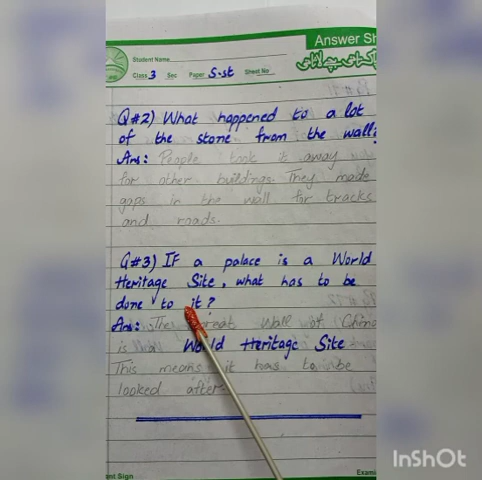 Answer Sh
Student Name
Class 3 Sec Paper S.st Sheet No
Q#2) What happened to a lot
of the stone from the wall?
Ans: People took it away
for other buildings. They made
gaps in the wall for tracks
and roads.
Q#3) If a palace is a World
Heritage Site, what has to be
done to it?
Ans: The Great Wall of China
is a World Heritage Site
This means it has to be
looked after
ent Sign
Exami
InShOt